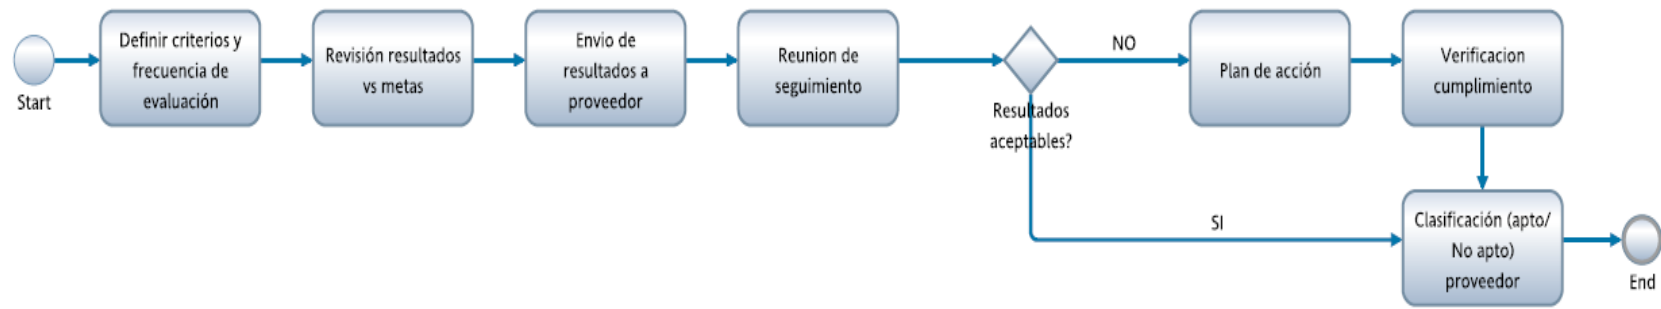 Start
Definir criterios y
frecuencia de
evaluación
Revisión resultados
vs metas
Envio de
resultados a
proveedor
Reunion de
seguimiento
Resultados
aceptables?
NO
Plan de acción
Verificacion
cumplimiento
SI
Clasificación (apto/
No apto)
proveedor
End